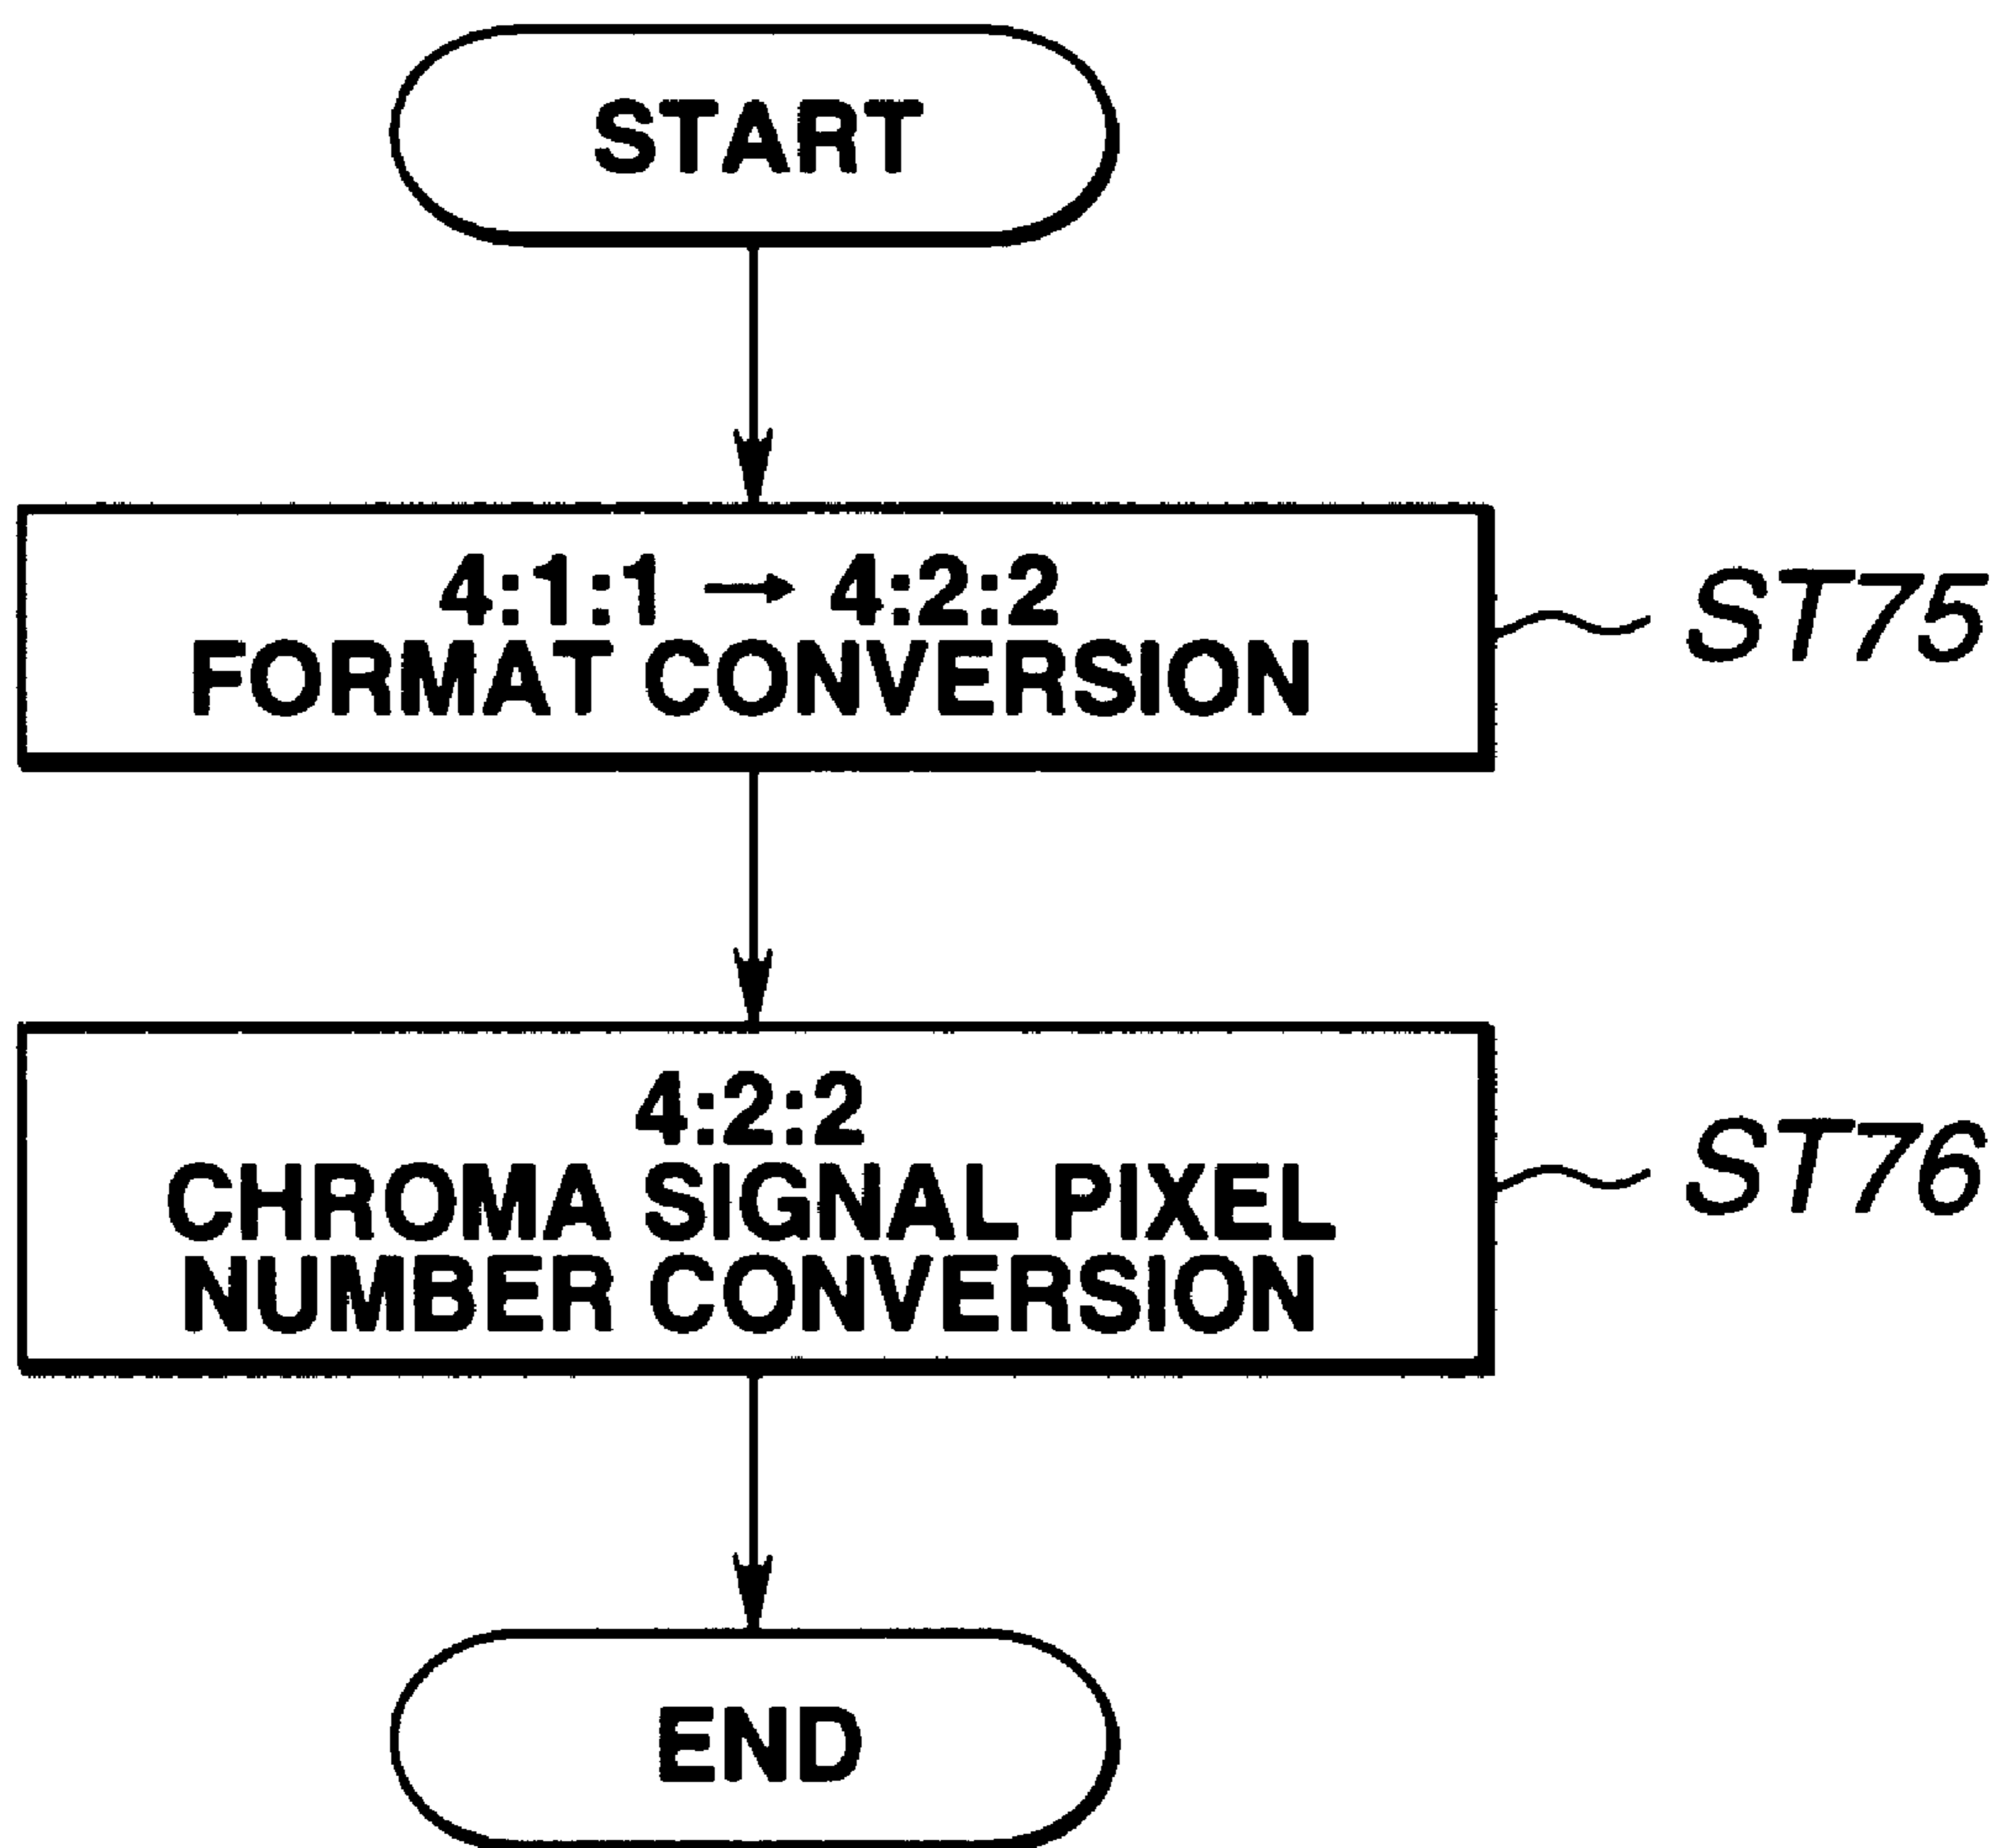 START
4:1:1 → 4:2:2
FORMAT CONVERSION
ST75
4:2:2
CHROMA SIGNAL PIXEL
NUMBER CONVERSION
ST76
END